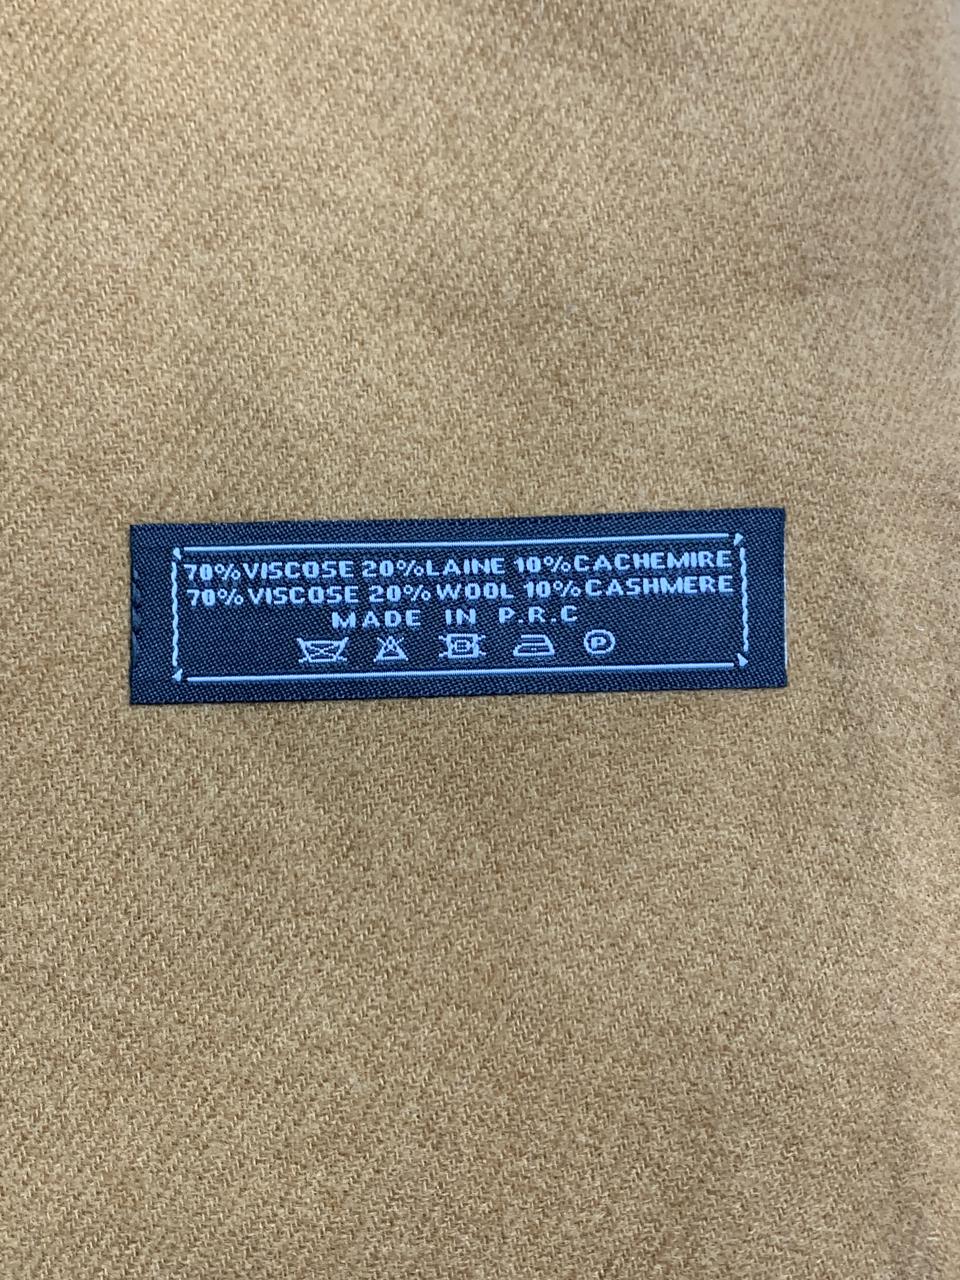 70%VISCOSE 20%LAINE 10%CACHEMIRE
70%VISCOSE 20%WOOL 10%CASHMERE
MADE IN P.R.C
P